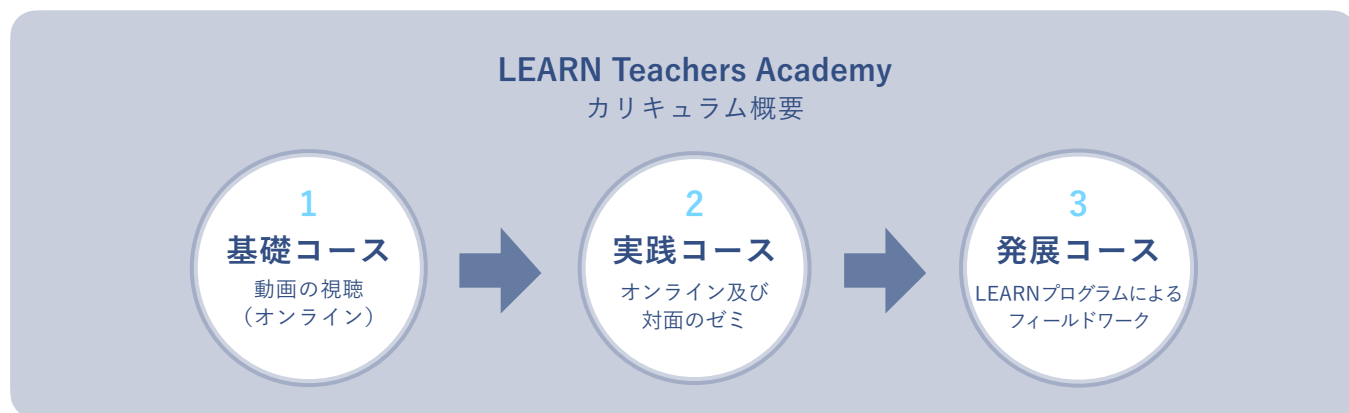 LEARN Teachers Academy
カリキュラム概要
1
基礎コース
動画の視聴
（オンライン）
2
実践コース
オンライン及び
対面のゼミ
3
発展コース
LEARNプログラムによる
フィールドワーク